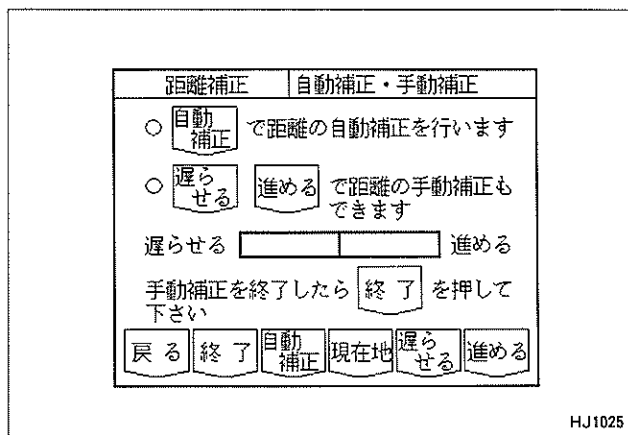 距離補正 自動補正・手動補正
○ 自動補正 で距離の自動補正を行います
○ 遅らせる 進める で距離の手動補正も
できます
遅らせる 進める
手動補正を終了したら 終了 を押して
下さい
戻る 終了 自動補正 現在地 遅らせる 進める
HJ1025